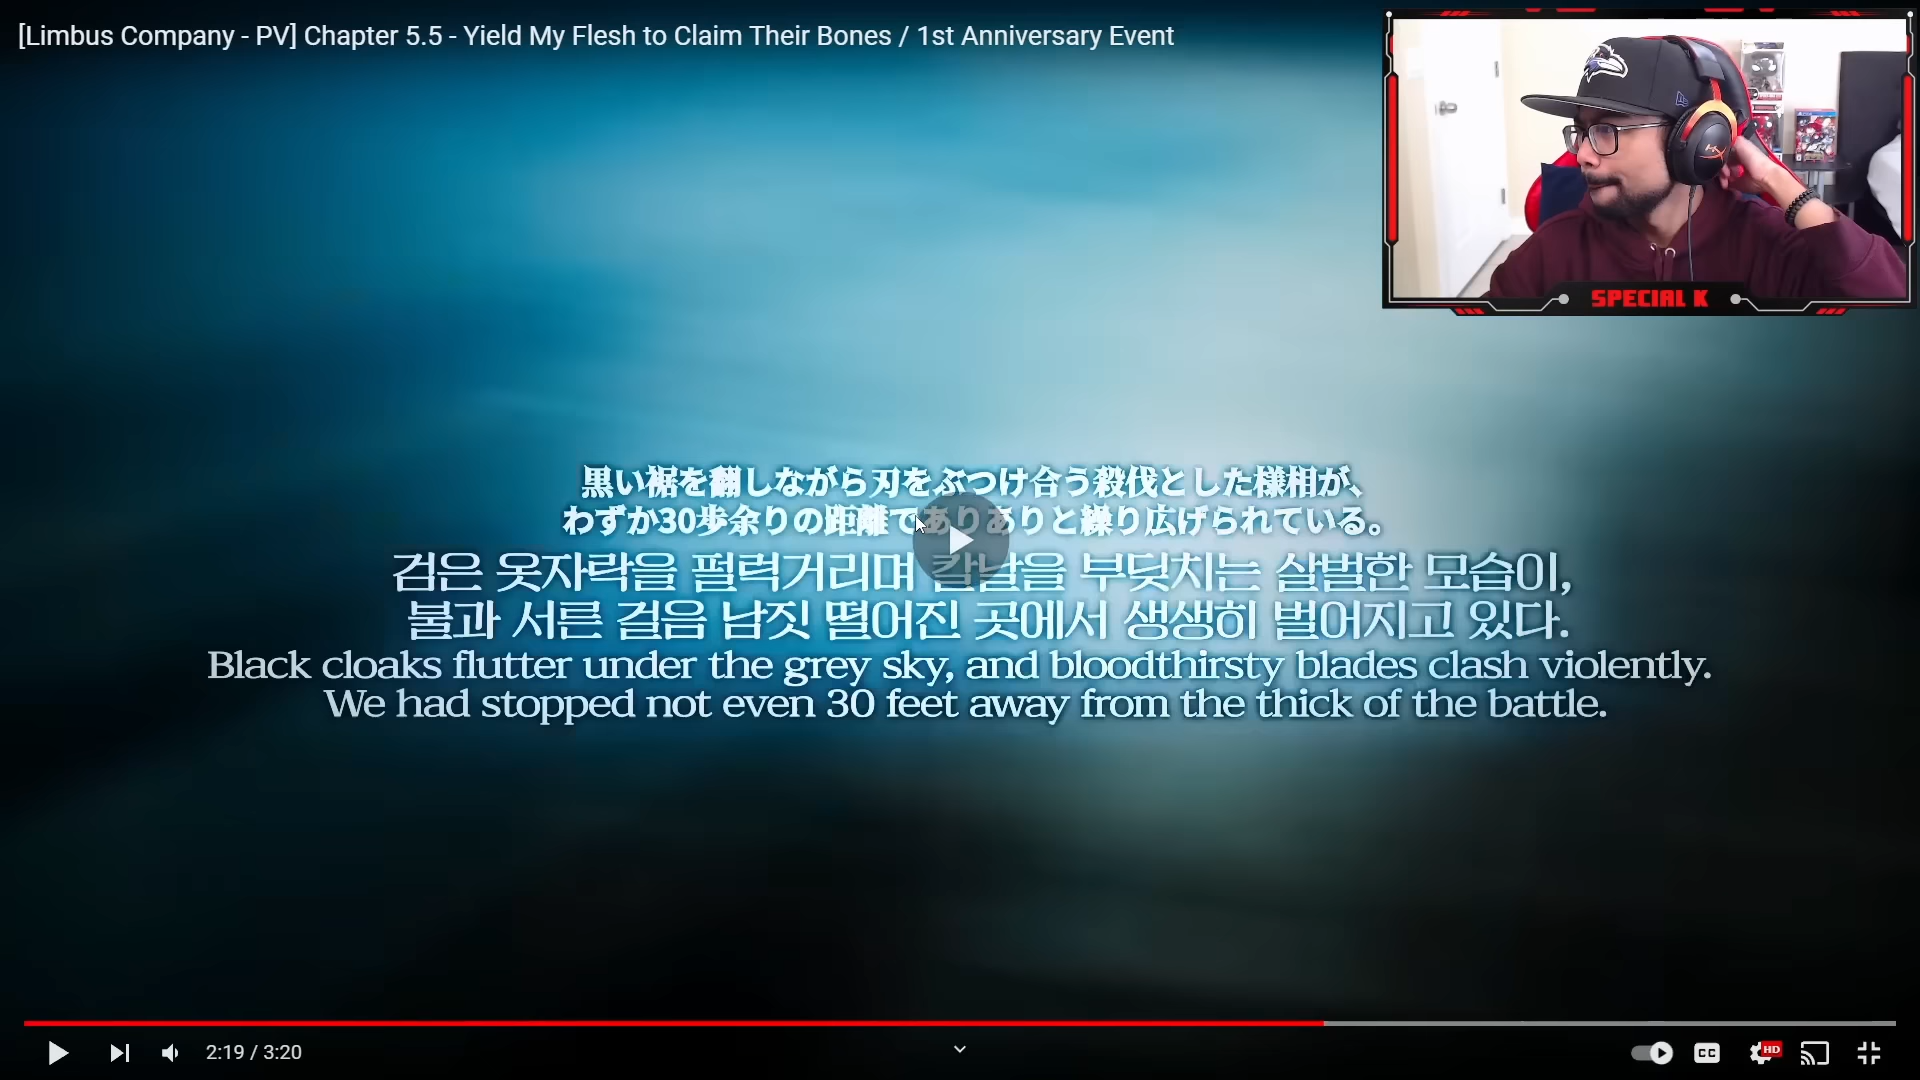 [Limbus Company - PV] Chapter 5.5 - Yield My Flesh to Claim Their Bones / 1st Anniversary Event
SPECIAL K
黒い裾を翻しながら刃をぶつけ合う殺伐とした様相が、
わずか30歩余りの距離でありありと繰り広げられている。
검은 옷자락을 펄럭거리며 칼날을 부딪치는 살벌한 모습이,
불과 서른 걸음 남짓 떨어진 곳에서 생생히 벌어지고 있다.
Black cloaks flutter under the grey sky, and bloodthirsty blades clash violently.
We had stopped not even 30 feet away from the thick of the battle.
2:19 / 3:20
CC
HD